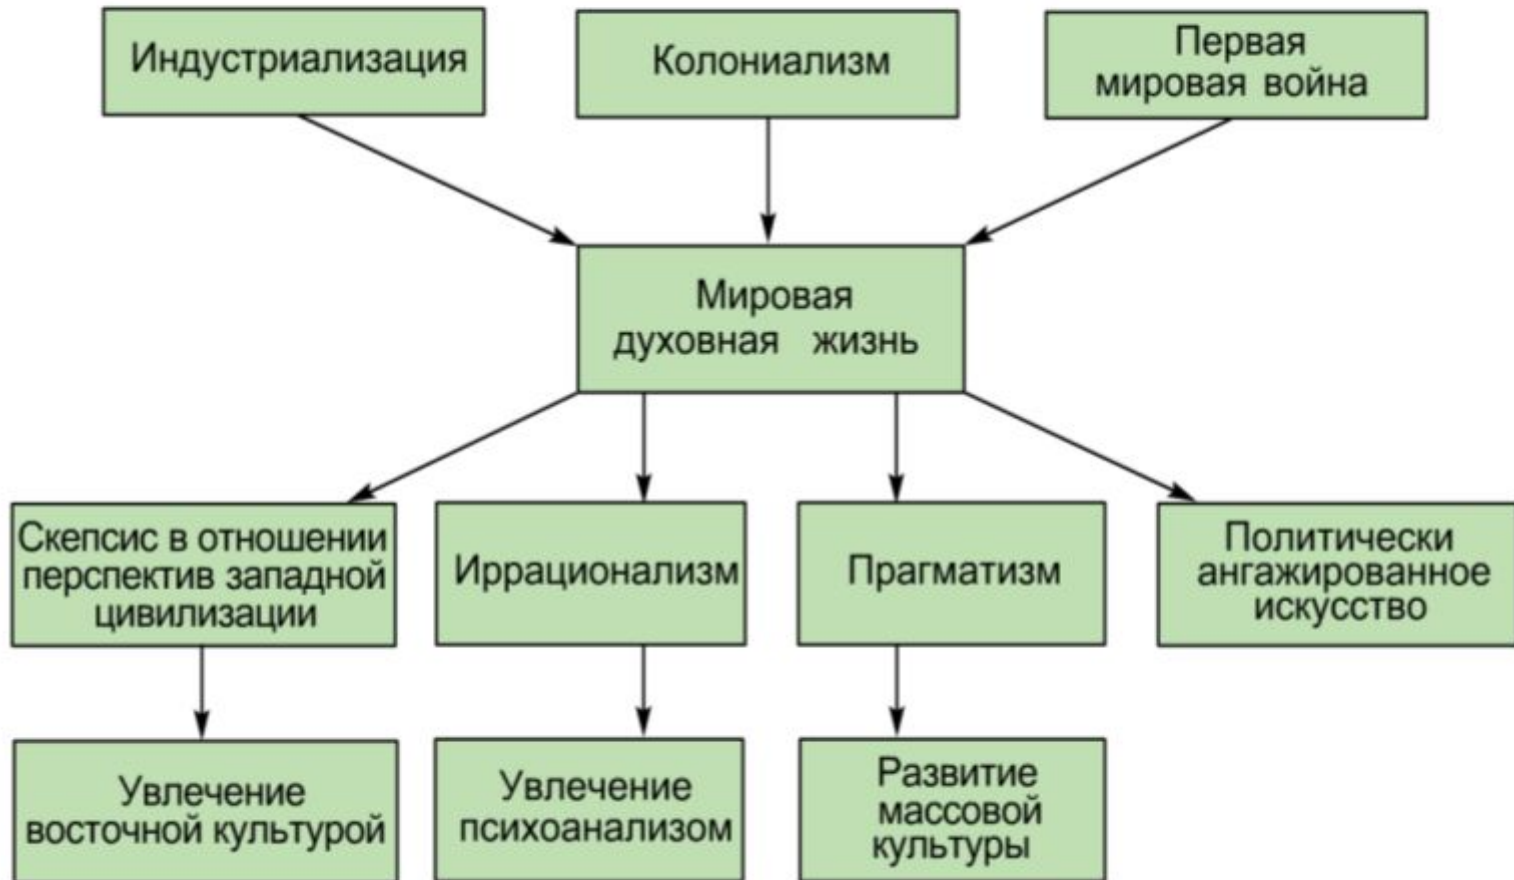 Индустриализация
Колониализм
Первая
мировая война
Мировая
духовная жизнь
Скепсис в отношении
перспектив западной
цивилизации
Иррационализм
Прагматизм
Политически
ангажированное
искусство
Увлечение
восточной культурой
Увлечение
психоанализом
Развитие
массовой
культуры